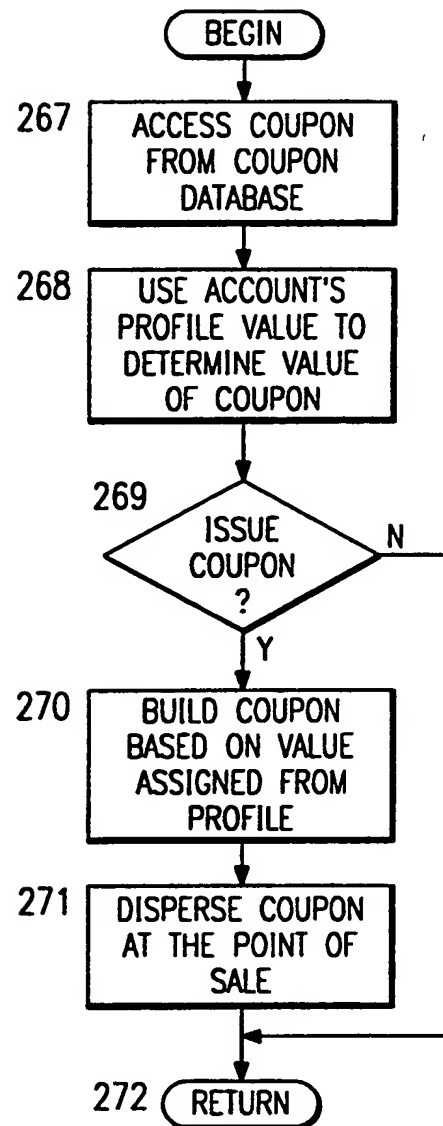 BEGIN
267
ACCESS COUPON
FROM COUPON
DATABASE
268
USE ACCOUNT'S
PROFILE VALUE TO
DETERMINE VALUE
OF COUPON
269
ISSUE
COUPON
?
N
Y
270
BUILD COUPON
BASED ON VALUE
ASSIGNED FROM
PROFILE
271
DISPERSE COUPON
AT THE POINT OF
SALE
272
RETURN